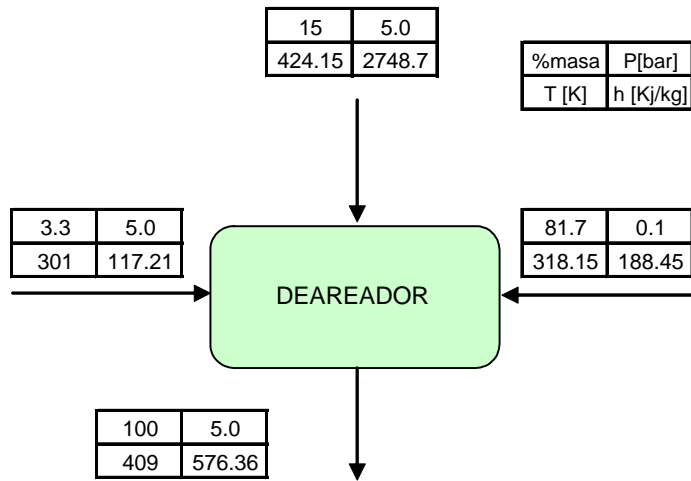 15 5.0
424.15 2748.7
%masa P[bar]
T [K] h [Kj/kg]
3.3 5.0
301 117.21
81.7 0.1
318.15 188.45
DEAREADOR
100 5.0
409 576.36